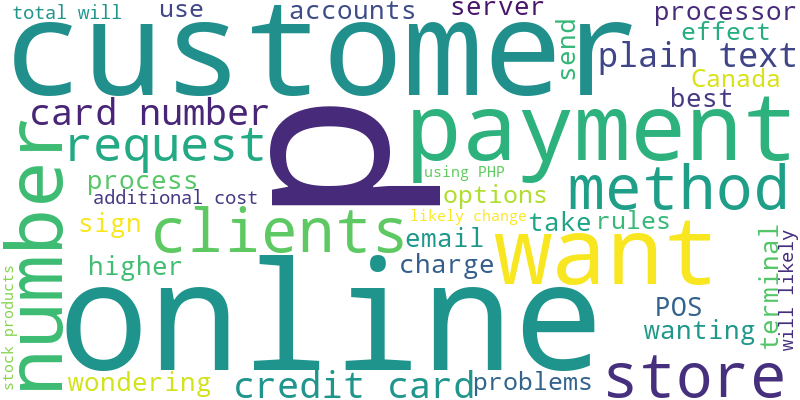 total will
use
accounts
server
processor
customer
send
effect
plain text
Canada
best
card number
p
payment
request
number
using PHP
method
process
additional cost
options
likely change
sign
clients
email
take
rules
want
terminal
will likely
higher
charge
online
stock products
POS
wanting
wondering
credit card
problems
store